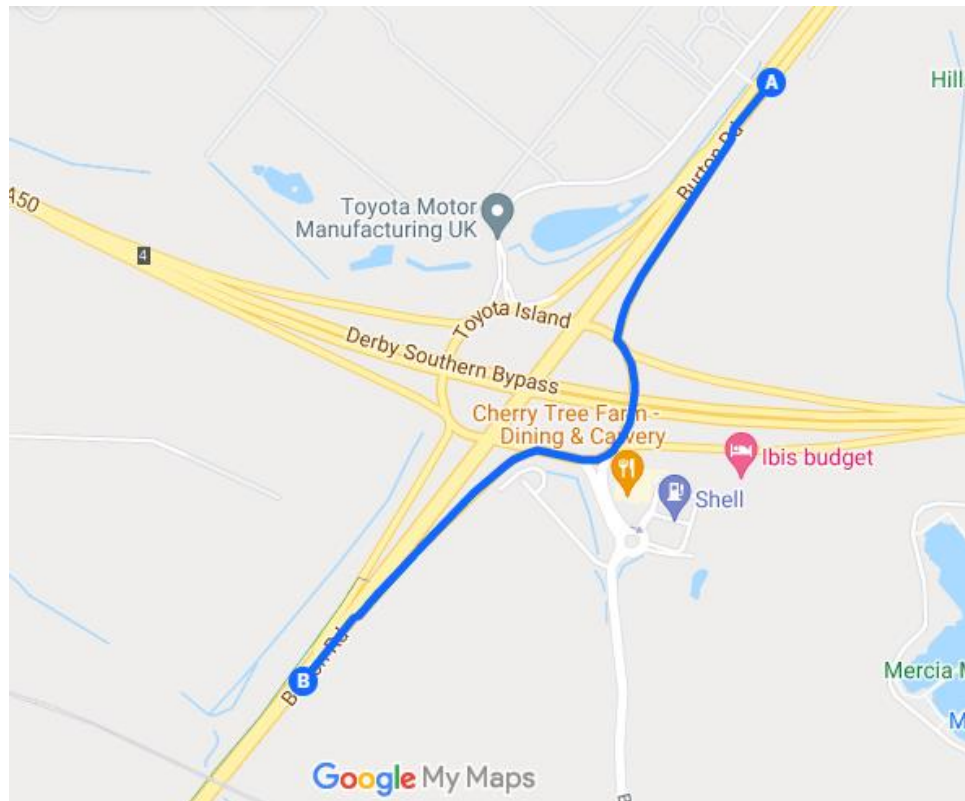 A
Hill
Burton Rd
A50
Toyota Motor
Manufacturing UK
4
Toyota Island
Derby Southern Bypass
Cherry Tree Farm -
Dining & Carvery
Ibis budget
Shell
Mercia M
M
B
Google My Maps